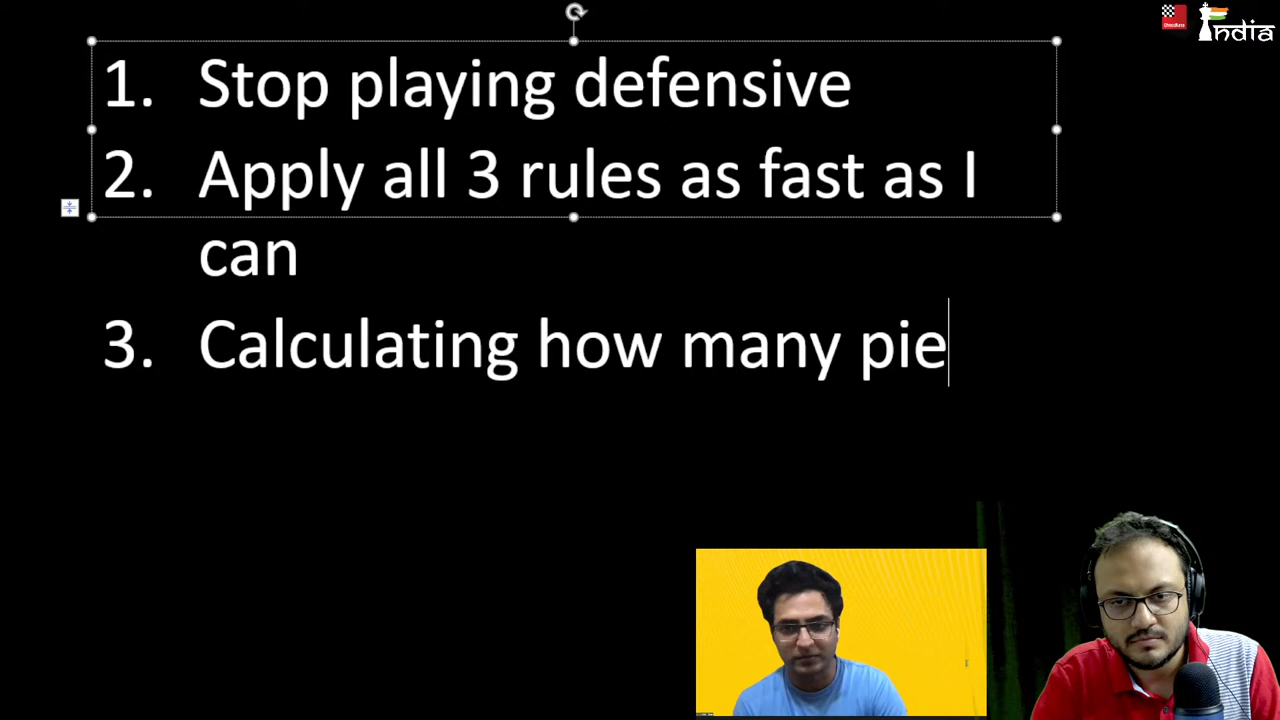 1. Stop playing defensive
2. Apply all 3 rules as fast as I
can
3. Calculating how many pie
ChessBase
India